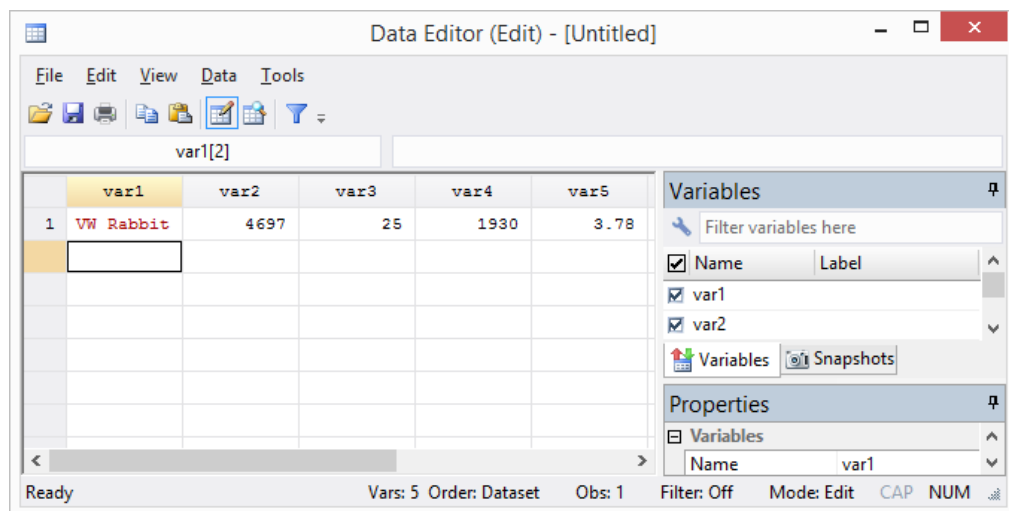 Data Editor (Edit) - [Untitled]
File Edit View Data Tools
var1[2]
var1 var2 var3 var4 var5
1 VW Rabbit 4697 25 1930 3.78
Variables
Filter variables here
Name Label
var1
var2
Variables Snapshots
Properties
Variables
Name var1
Ready Vars: 5 Order: Dataset Obs: 1 Filter: Off Mode: Edit CAP NUM